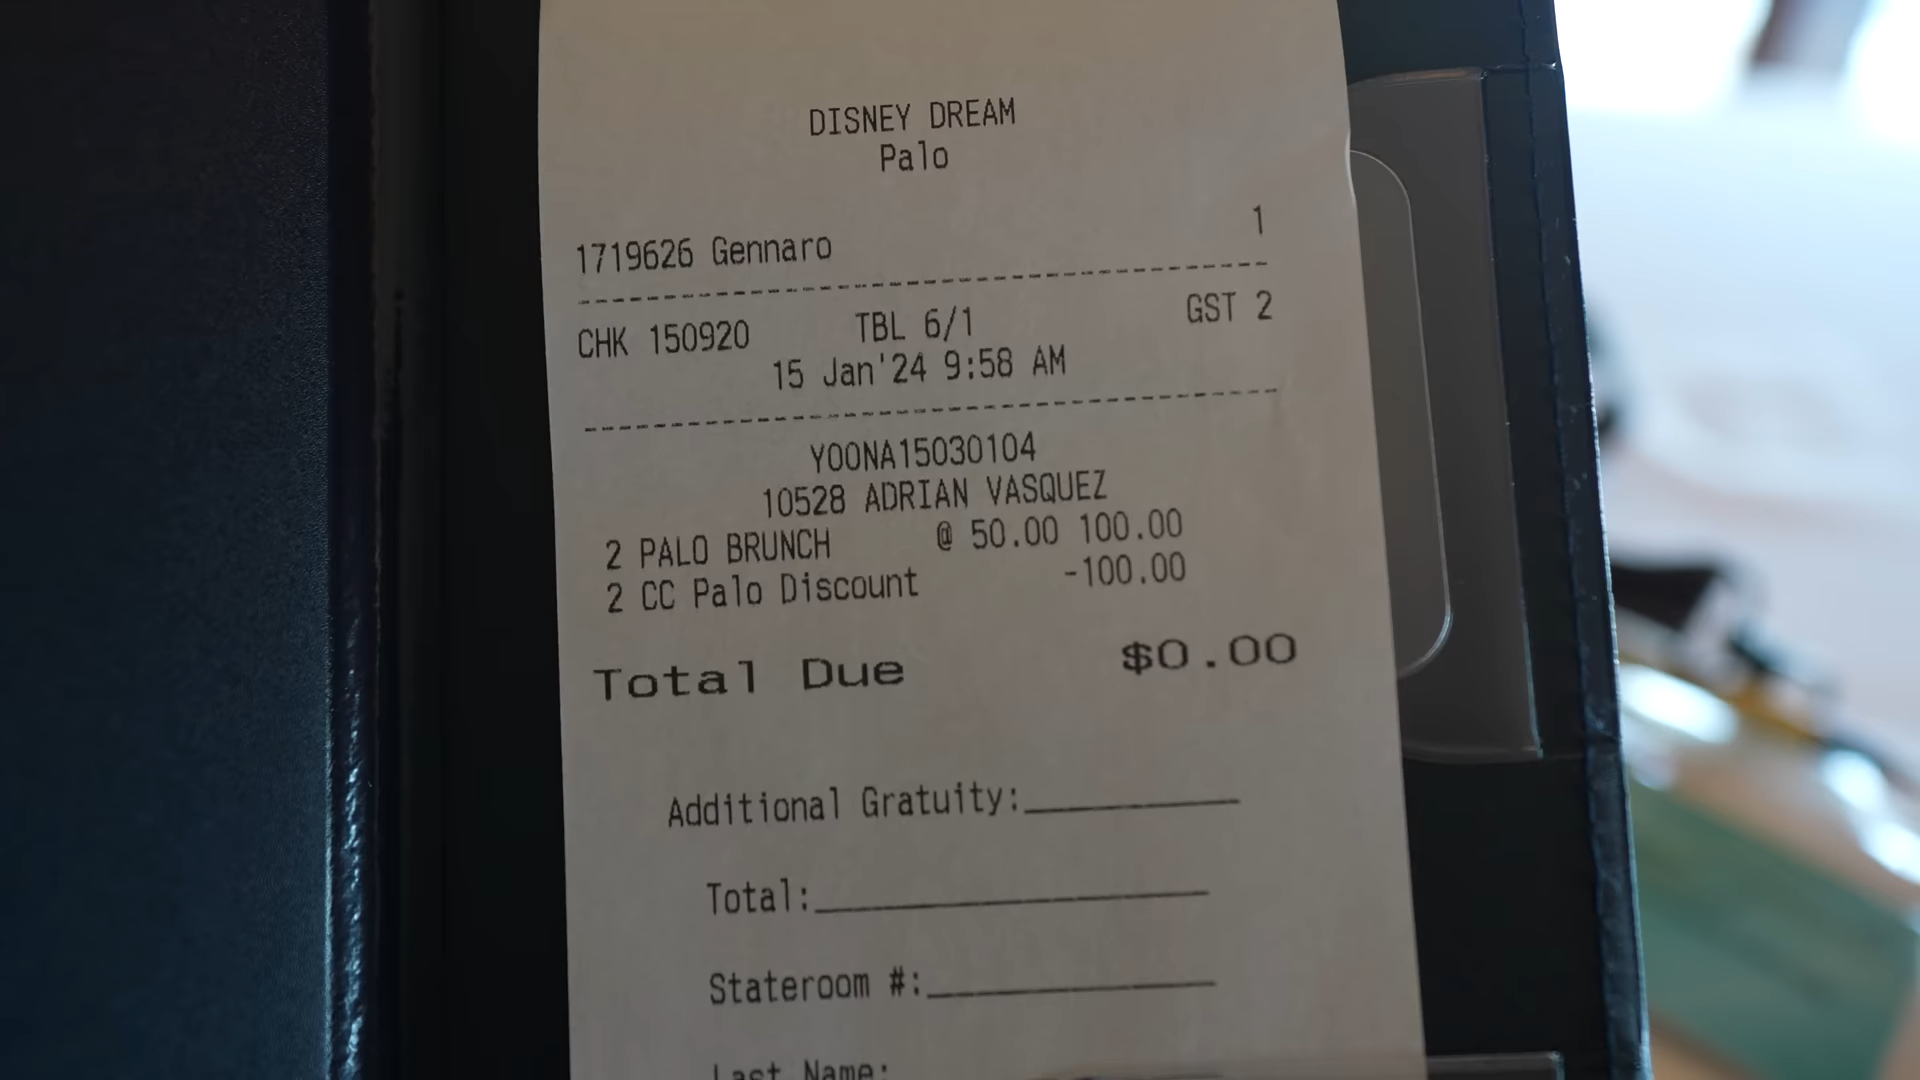 DISNEY DREAM
Palo
1719626 Gennaro 1
CHK 150920 TBL 6/1 GST 2
15 Jan'24 9:58 AM
YOONA15030104
10528 ADRIAN VASQUEZ
2 PALO BRUNCH @ 50.00 100.00
2 CC Palo Discount -100.00
Total Due $0.00
Additional Gratuity:
Total:
Stateroom #:
Last Name: